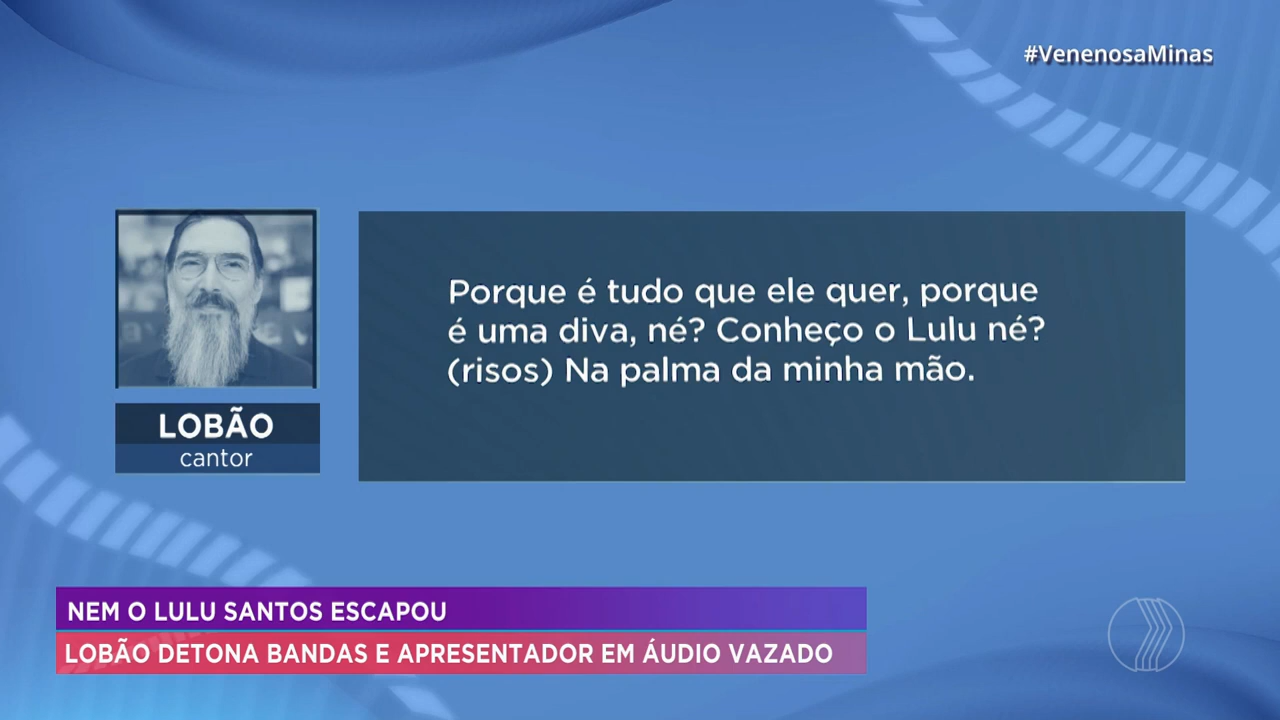 #VenenosaMinas
Porque é tudo que ele quer, porque
é uma diva, né? Conheço o Lulu né?
(risos) Na palma da minha mão.
LOBÃO
cantor
NEM O LULU SANTOS ESCAPOU
LOBÃO DETONA BANDAS E APRESENTADOR EM ÁUDIO VAZADO